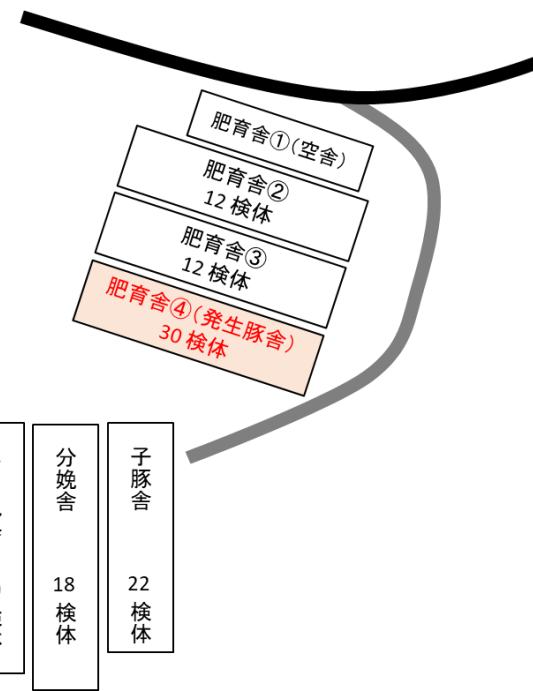 肥育舎①(空舎)
肥育舎②
12 検体
肥育舎③
12 検体
肥育舎④(発生豚舎)
30 検体
分娩舎
18
検体
子豚舎
22
検体